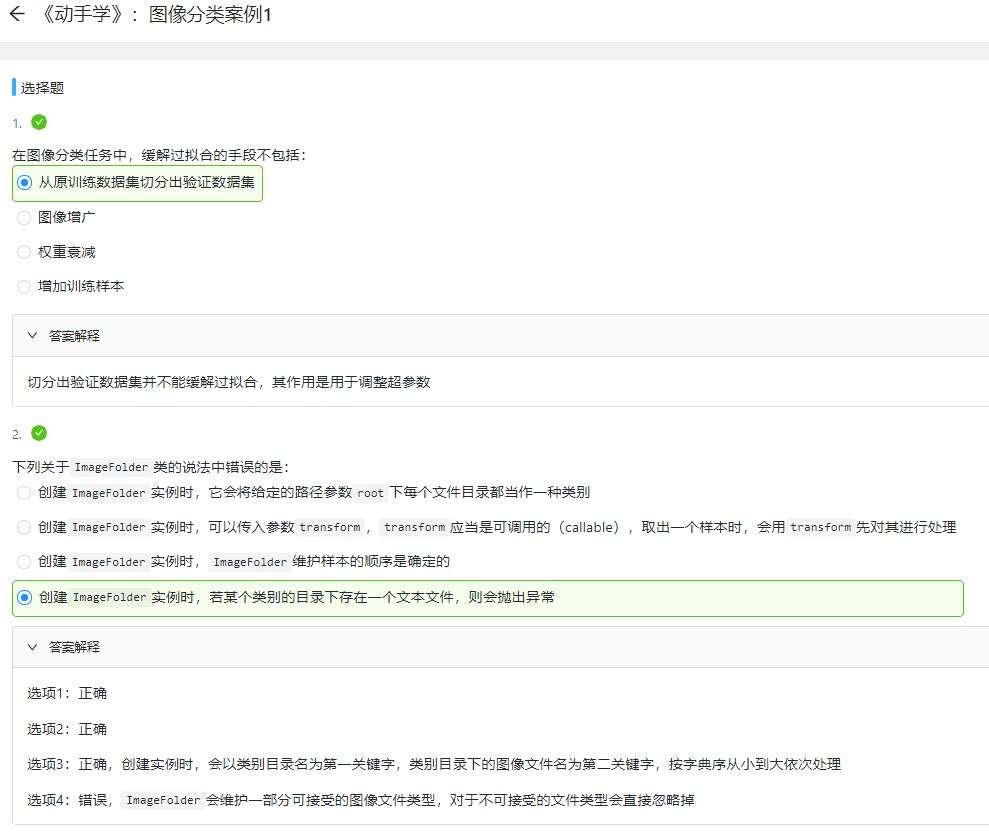 《动手学》：图像分类案例1
选择题
1.
在图像分类任务中，缓解过拟合的手段不包括：
从原训练数据集切分出验证数据集
图像增广
权重衰减
增加训练样本
答案解释
切分出验证数据集并不能缓解过拟合，其作用是用于调整超参数
2.
下列关于 ImageFolder 类的说法中错误的是：
创建 ImageFolder 实例时，它会将给定的路径参数 root 下每个文件目录都当作一种类别
创建 ImageFolder 实例时，可以传入参数 transform ， transform 应当是可调用的（callable），取出一个样本时，会用 transform 先对其进行处理
创建 ImageFolder 实例时， ImageFolder 维护样本的顺序是确定的
创建 ImageFolder 实例时，若某个类别的目录下存在一个文本文件，则会抛出异常
答案解释
选项1：正确
选项2：正确
选项3：正确，创建实例时，会以类别目录名为第一关键字，类别目录下的图像文件名为第二关键字，按字典序从小到大依次处理
选项4：错误， ImageFolder 会维护一部分可接受的图像文件类型，对于不可接受的文件类型会直接忽略掉